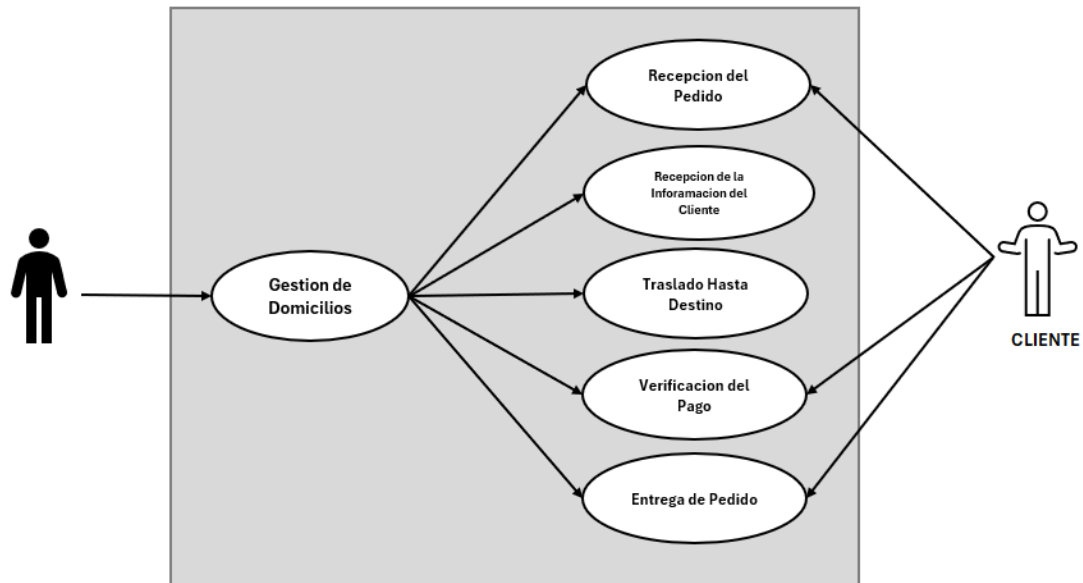 Recepcion del
Pedido
Recepcion de la
Inforamacion del
Cliente
Gestion de
Domicilios
Traslado Hasta
Destino
CLIENTE
Verificacion del
Pago
Entrega de Pedido